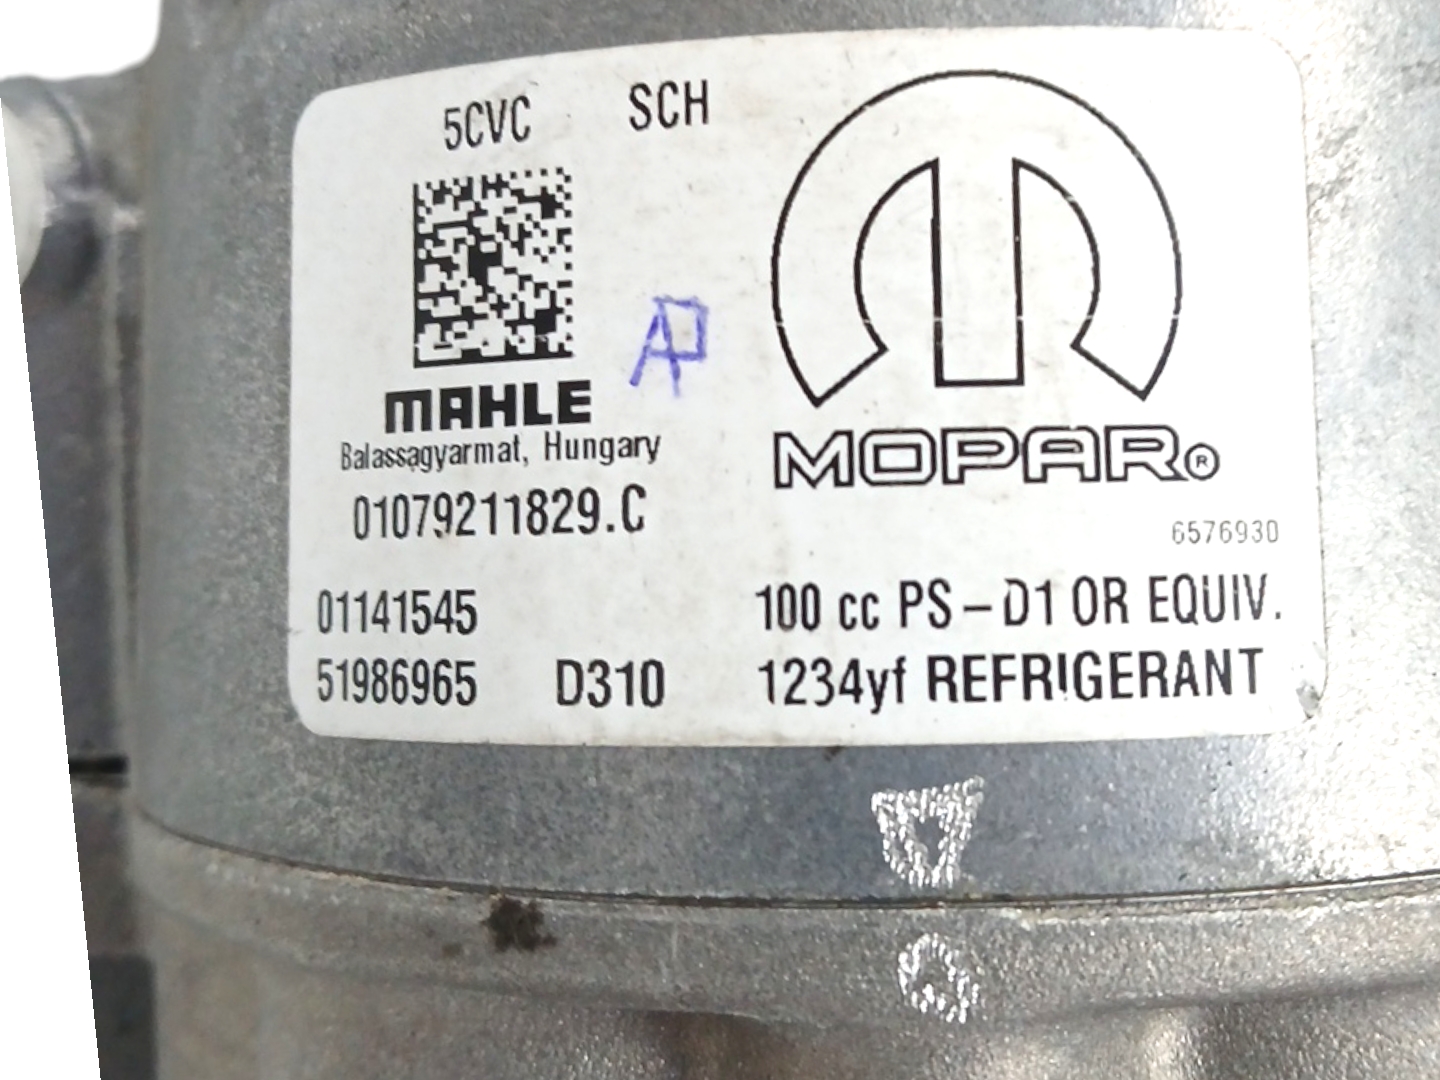 5CVC SCH
MAHLE
Balassagyarmat, Hungary
01079211829.C
MOPAR®
6576930
01141545
100 cc PS-D1 OR EQUIV.
51986965 D310
1234yf REFRIGERANT